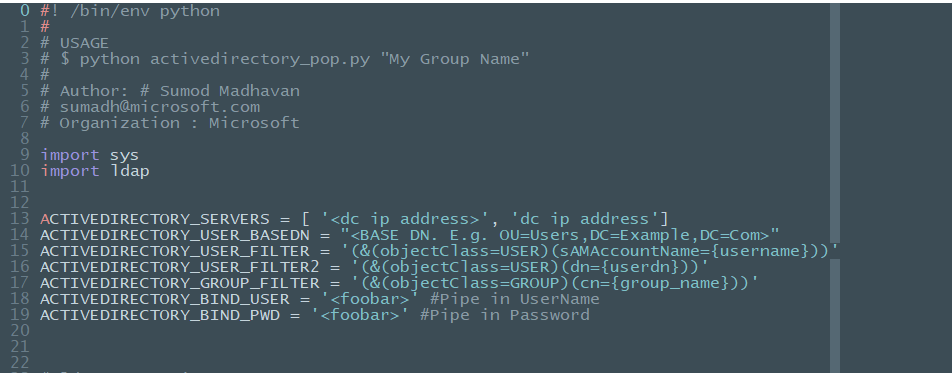 0 #! /bin/env python
1 #
2 # USAGE
3 # $ python activedirectory_pop.py "My Group Name"
4 #
5 # Author: # Sumod Madhavan
6 # sumadh@microsoft.com
7 # Organization : Microsoft
8
9 import sys
10 import ldap
11
12
13 ACTIVEDIRECTORY_SERVERS = [ '<dc ip address>', 'dc ip address']
14 ACTIVEDIRECTORY_USER_BASEDN = "<BASE DN. E.g. OU=Users,DC=Example,DC=Com>"
15 ACTIVEDIRECTORY_USER_FILTER = '(&(objectClass=USER)(sAMAccountName={username}))'
16 ACTIVEDIRECTORY_USER_FILTER2 = '(&(objectClass=USER)(dn={userdn}))'
17 ACTIVEDIRECTORY_GROUP_FILTER = '(&(objectClass=GROUP)(cn={group_name}))'
18 ACTIVEDIRECTORY_BIND_USER = '<foobar>' #Pipe in UserName
19 ACTIVEDIRECTORY_BIND_PWD = '<foobar>' #Pipe in Password
20
21
22